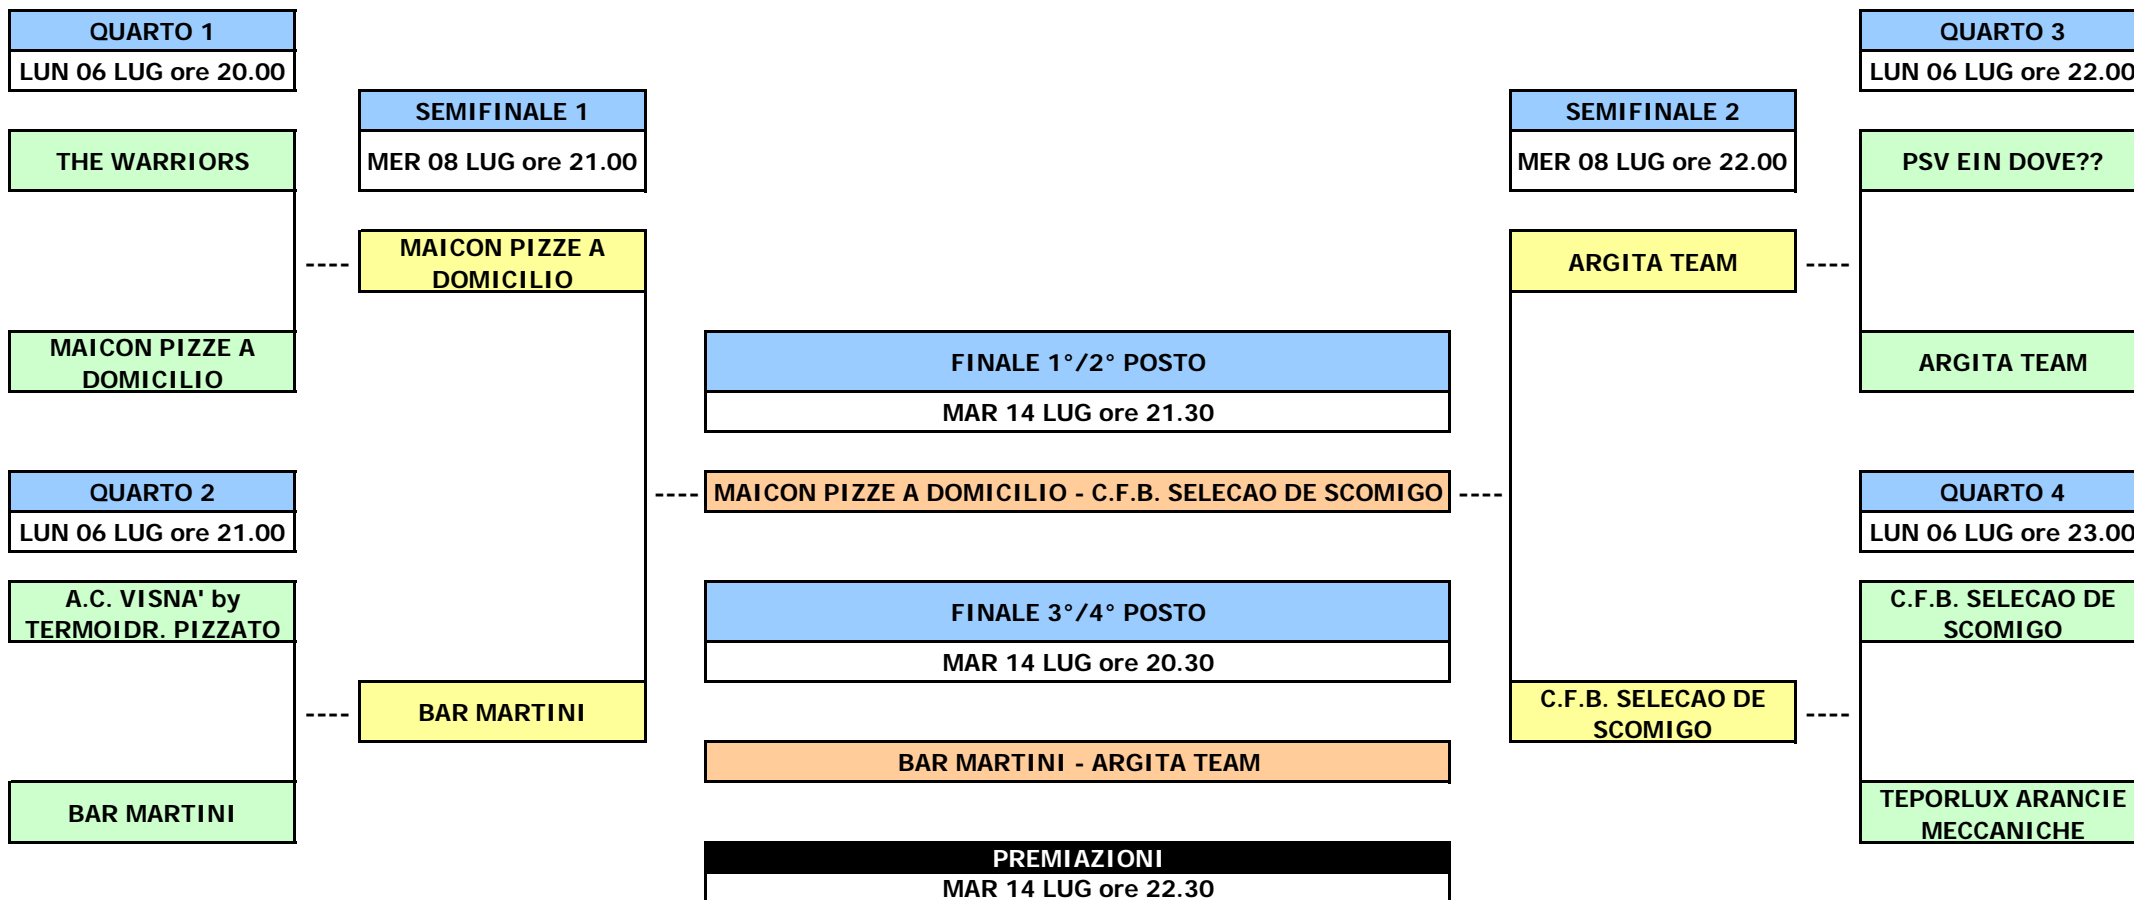 QUARTO 1
LUN 06 LUG ore 20.00
THE WARRIORS
MAICON PIZZE A
DOMICILIO
QUARTO 2
LUN 06 LUG ore 21.00
A.C. VISNA' by
TERMOIDR. PIZZATO
BAR MARTINI
SEMIFINALE 1
MER 08 LUG ore 21.00
MAICON PIZZE A
DOMICILIO
BAR MARTINI
FINALE 1°/2° POSTO
MAR 14 LUG ore 21.30
MAICON PIZZE A DOMICILIO - C.F.B. SELECAO DE SCOMIGO
FINALE 3°/4° POSTO
MAR 14 LUG ore 20.30
BAR MARTINI - ARGITA TEAM
PREMIAZIONI
MAR 14 LUG ore 22.30
SEMIFINALE 2
MER 08 LUG ore 22.00
ARGITA TEAM
C.F.B. SELECAO DE
SCOMIGO
QUARTO 3
LUN 06 LUG ore 22.00
PSV EIN DOVE??
ARGITA TEAM
QUARTO 4
LUN 06 LUG ore 23.00
C.F.B. SELECAO DE
SCOMIGO
TEPORLUX ARANCIE
MECCANICHE